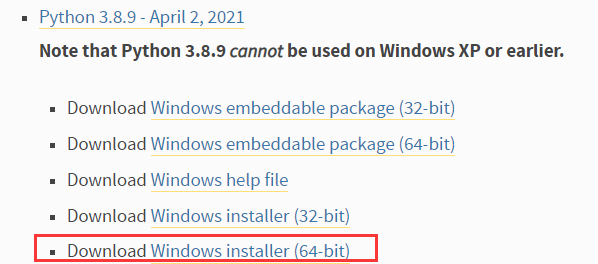 Python 3.8.9 - April 2, 2021
Note that Python 3.8.9 cannot be used on Windows XP or earlier.
Download Windows embeddable package (32-bit)
Download Windows embeddable package (64-bit)
Download Windows help file
Download Windows installer (32-bit)
Download Windows installer (64-bit)